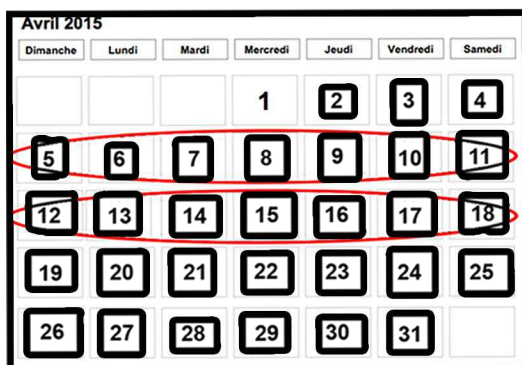 Avril 2015
Dimanche Lundi Mardi Mercredi Jeudi Vendredi Samedi
1 2 3 4
5 6 7 8 9 10 11
12 13 14 15 16 17 18
19 20 21 22 23 24 25
26 27 28 29 30 31